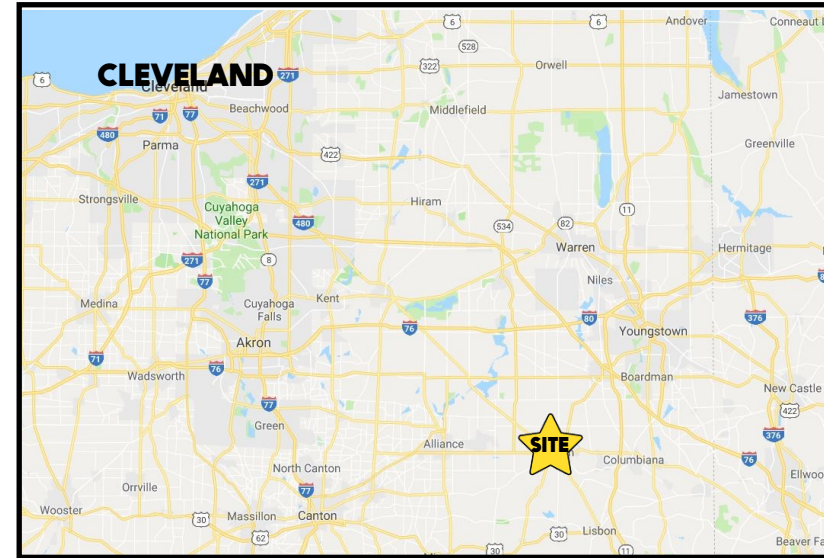 6
6
Andover
Conneaut L
528
CLEVELAND
271
322
Orwell
6
Cleveland
Jamestown
Beachwood
Middlefield
71
77
480
Parma
422
Greenville
271
Strongsville
Cuyahoga
Valley
National Park
Hiram
11
480
534
82
Warren
Hermitage
271
8
77
Niles
Medina
Cuyahoga
Falls
Kent
76
80
376
Youngstown
Akron
71
76
Wadsworth
Boardman
77
New Castle
422
Green
376
Alliance
SITE
North Canton
Columbiana
76
Ellwoo
Orrville
77
Wooster
30
Massillon
Canton
62
30
Lisbon
30
11
Beaver Fa